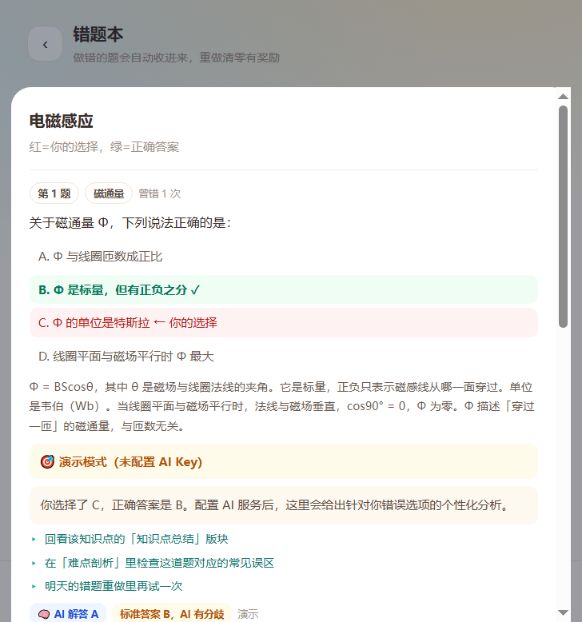 错题本
做错的题会自动收进来，重做清零有奖励
电磁感应
红=你的选择，绿=正确答案
第 1 题 磁通量 曾错 1 次
关于磁通量 Φ，下列说法正确的是：
A. Φ 与线圈匝数成正比
B. Φ 是标量，但有正负之分 ✓
C. Φ 的单位是特斯拉 ← 你的选择
D. 线圈平面与磁场平行时 Φ 最大
Φ = BScosθ，其中 θ 是磁场与线圈法线的夹角。它是标量，正负只表示磁感线从哪一面穿过。单位
是韦伯（Wb）。当线圈平面与磁场平行时，法线与磁场垂直，cos90° = 0，Φ 为零。Φ 描述「穿过
一匝」的磁通量，与匝数无关。
🎯 演示模式（未配置 AI Key）
你选择了 C，正确答案是 B。配置 AI 服务后，这里会给出针对你错误选项的个性化分析。
回看该知识点的「知识点总结」版块
在「难点剖析」里检查这道题对应的常见误区
明天的错题重做里再试一次
🧠 AI 解答 A 标准答案 B，AI 有分歧 演示